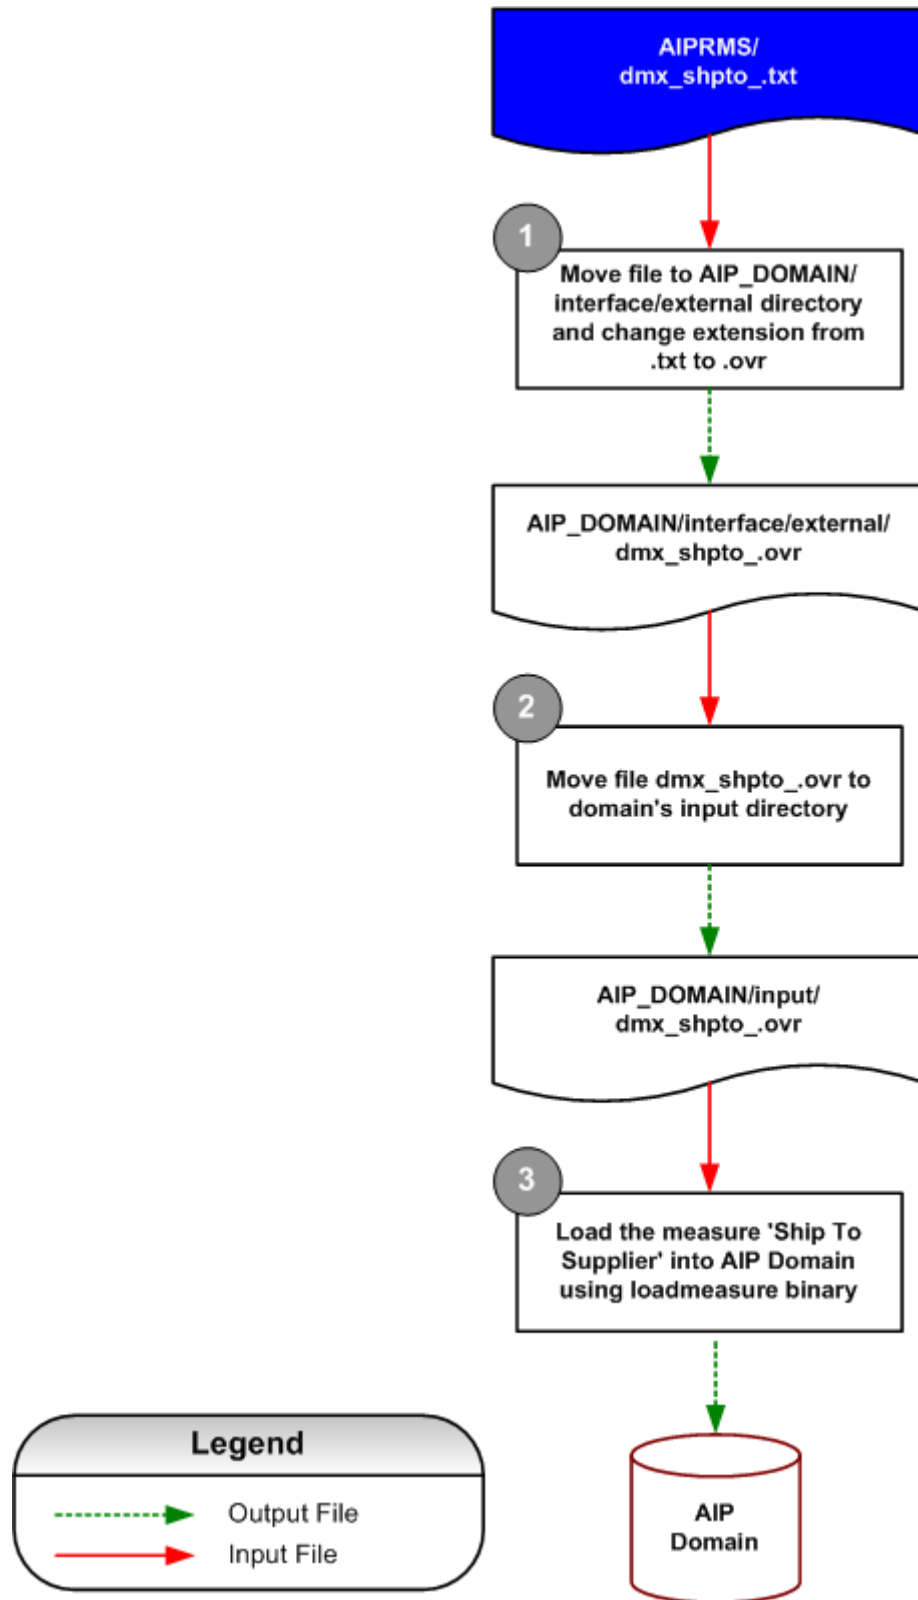 AIPRMS/
dmx_shpto_.txt
1
Move file to AIP_DOMAIN/
interface/external directory
and change extension from
.txt to .ovr
AIP_DOMAIN/interface/external/
dmx_shpto_.ovr
2
Move file dmx_shpto_.ovr to
domain's input directory
AIP_DOMAIN/input/
dmx_shpto_.ovr
3
Load the measure 'Ship To
Supplier' into AIP Domain
using loadmeasure binary
AIP
Domain
Legend
Output File
Input File